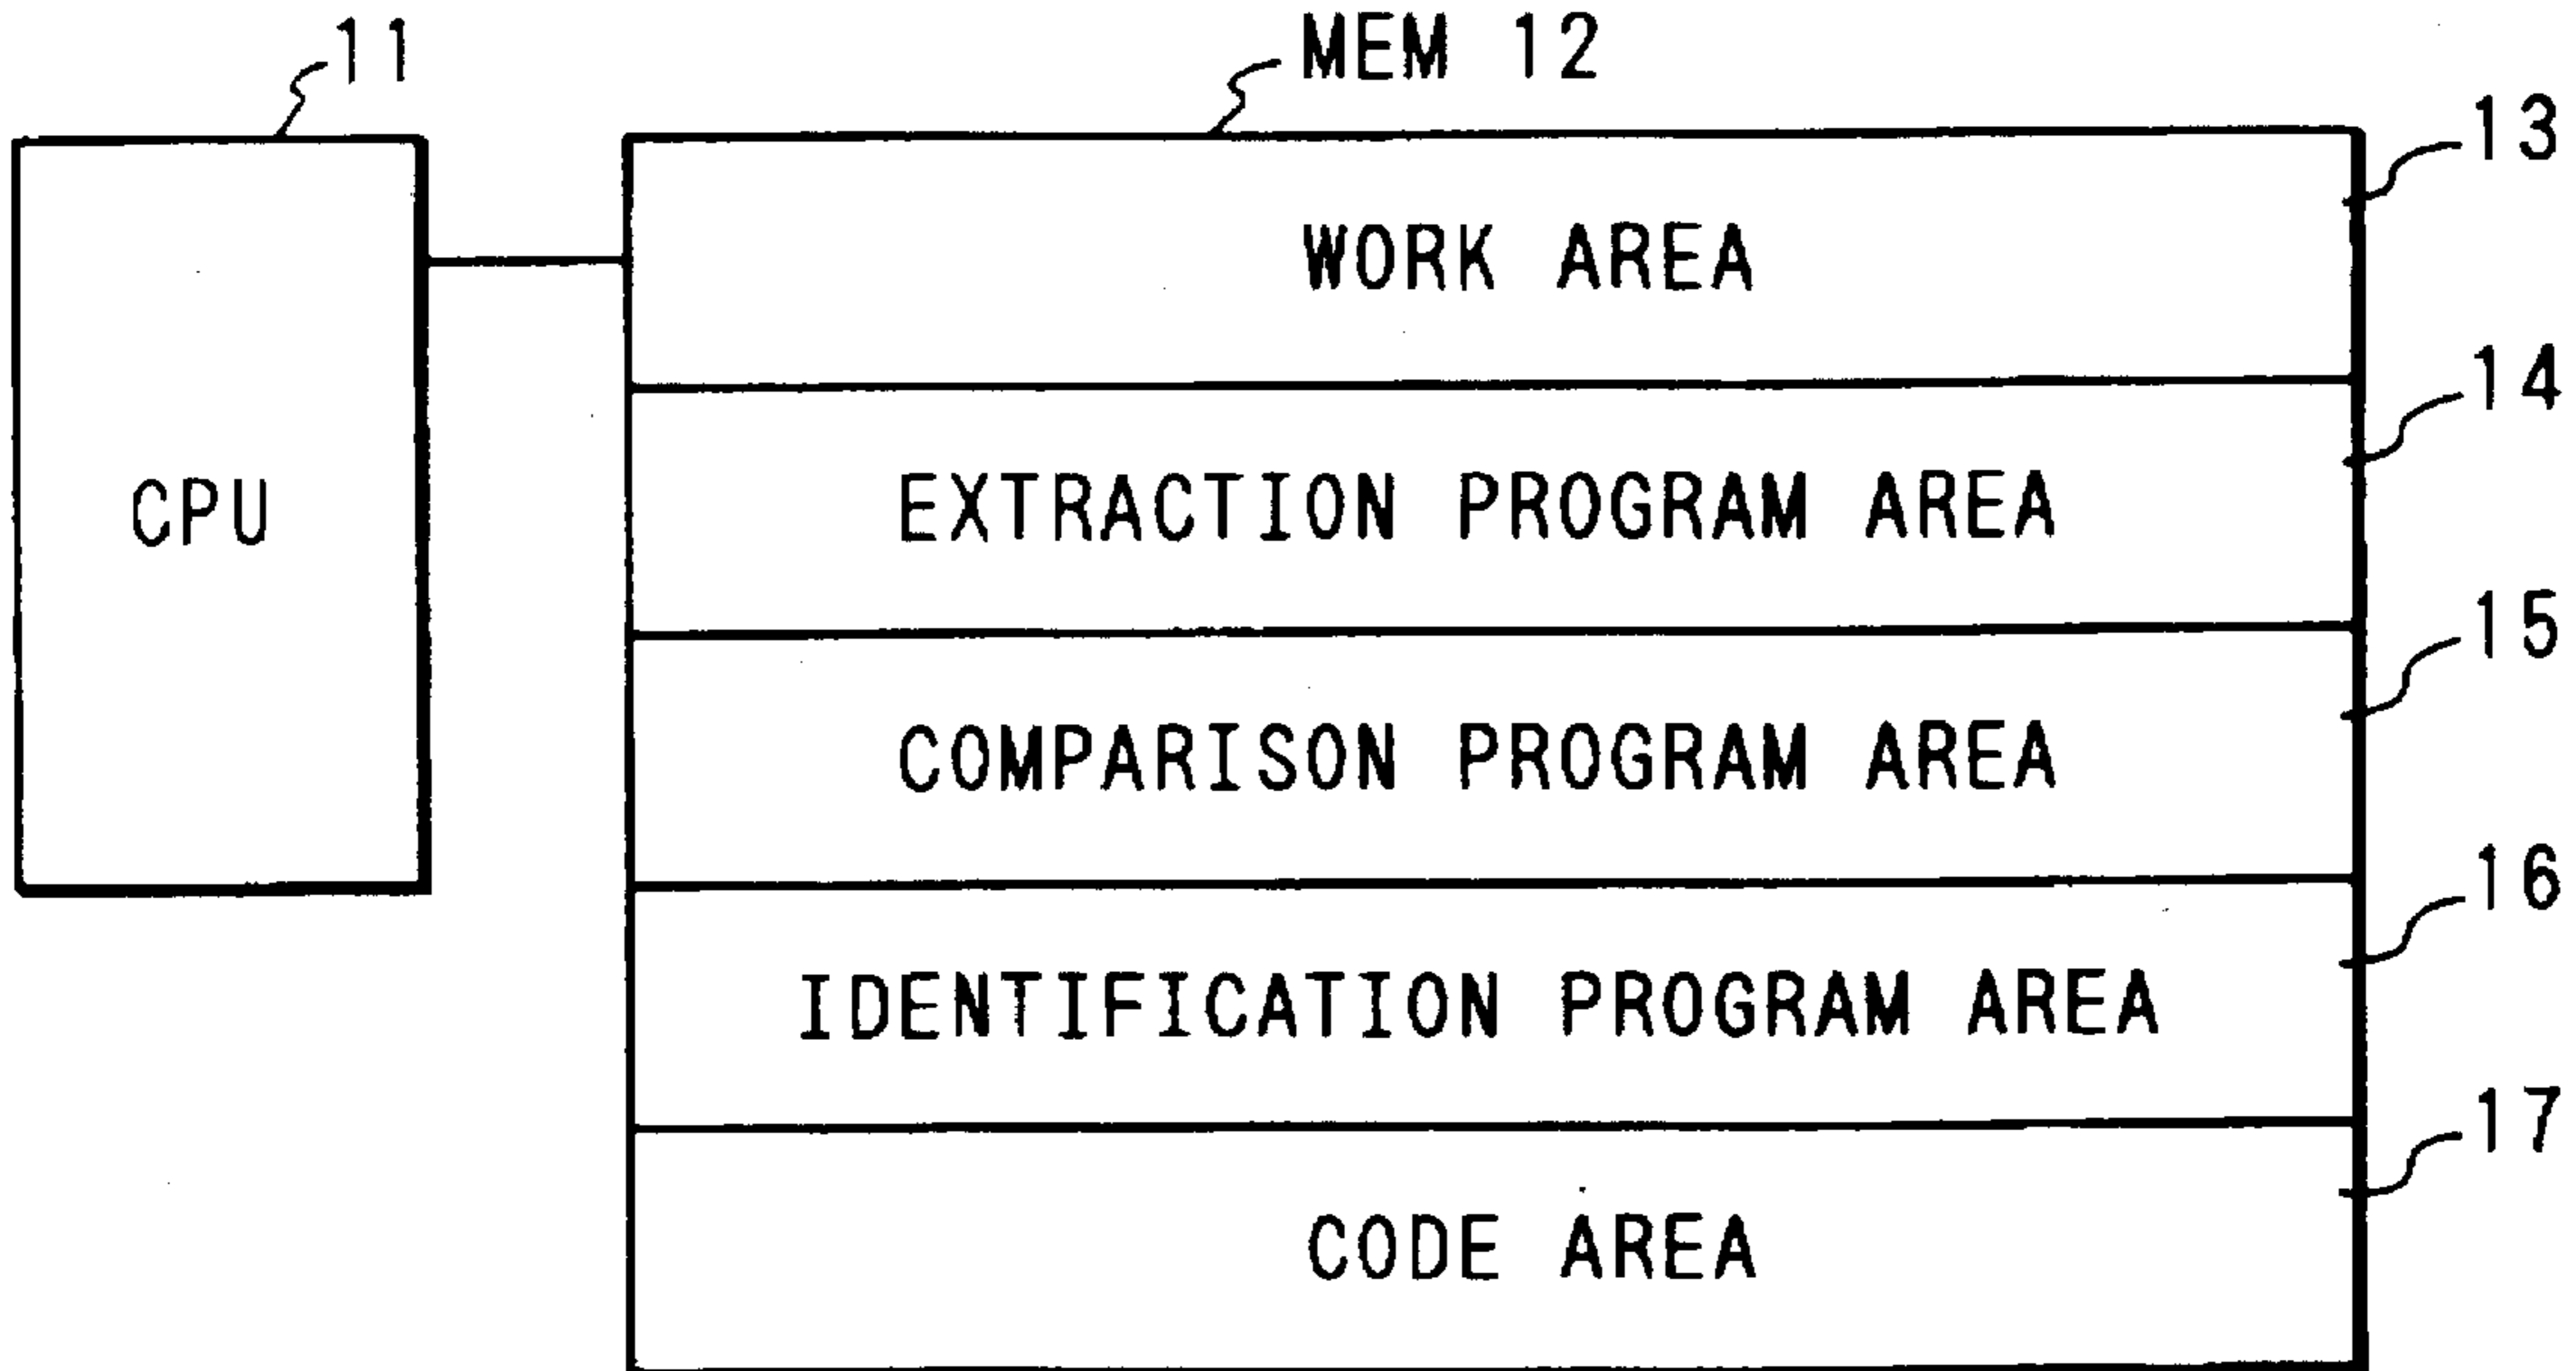 11
MEM 12
13
WORK AREA
14
CPU
EXTRACTION PROGRAM AREA
15
COMPARISON PROGRAM AREA
16
IDENTIFICATION PROGRAM AREA
17
CODE AREA